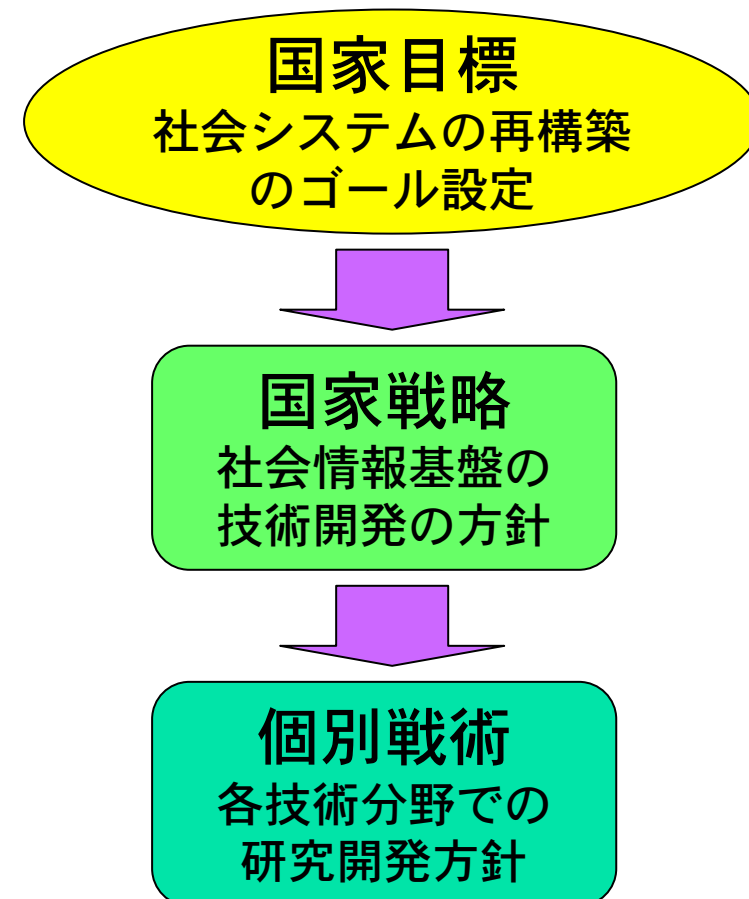 国家目標
社会システムの再構築
のゴール設定
国家戦略
社会情報基盤の
技術開発の方針
個別戦術
各技術分野での
研究開発方針